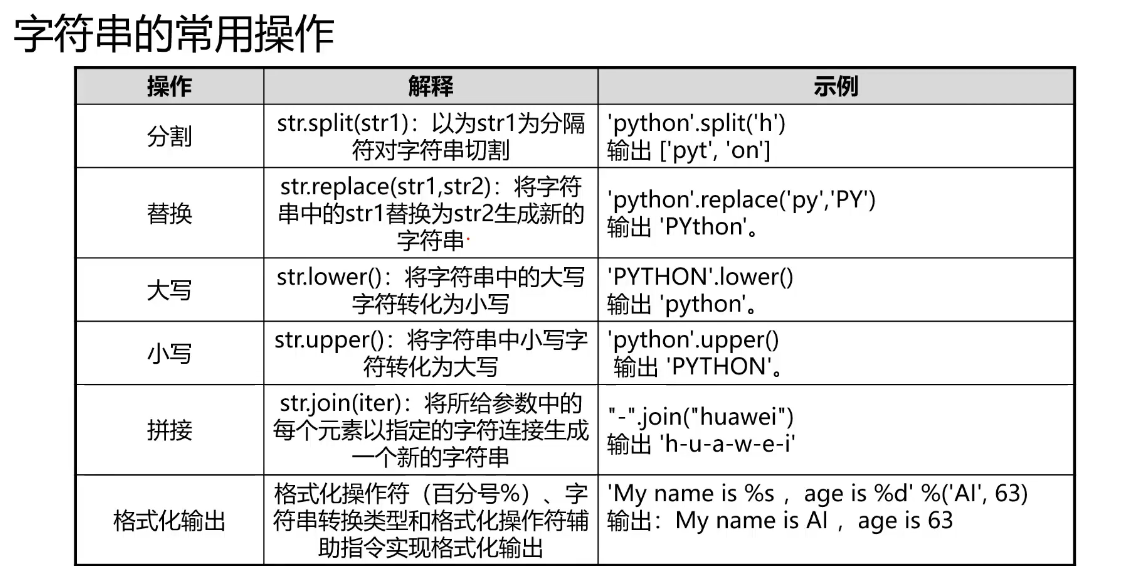 字符串的常用操作
操作 解释 示例
分割
str.split(str1)：以为str1为分隔
符对字符串切割
'python'.split('h')
输出 ['pyt', 'on']
替换
str.replace(str1,str2)：将字符
串中的str1替换为str2生成新的
字符串
'python'.replace('py','PY')
输出 'PYthon'。
大写
str.lower()：将字符串中的大写
字符转化为小写
'PYTHON'.lower()
输出 'python'。
小写
str.upper()：将字符串中小写字
符转化为大写
'python'.upper()
输出 'PYTHON'。
拼接
str.join(iter)：将所给参数中的
每个元素以指定的字符连接生成
一个新的字符串
"-".join("huawei")
输出 'h-u-a-w-e-i'
格式化输出
格式化操作符（百分号%）、字
符串转换类型和格式化操作符辅
助指令实现格式化输出
'My name is %s ，age is %d' %('AI', 63)
输出：My name is AI ，age is 63